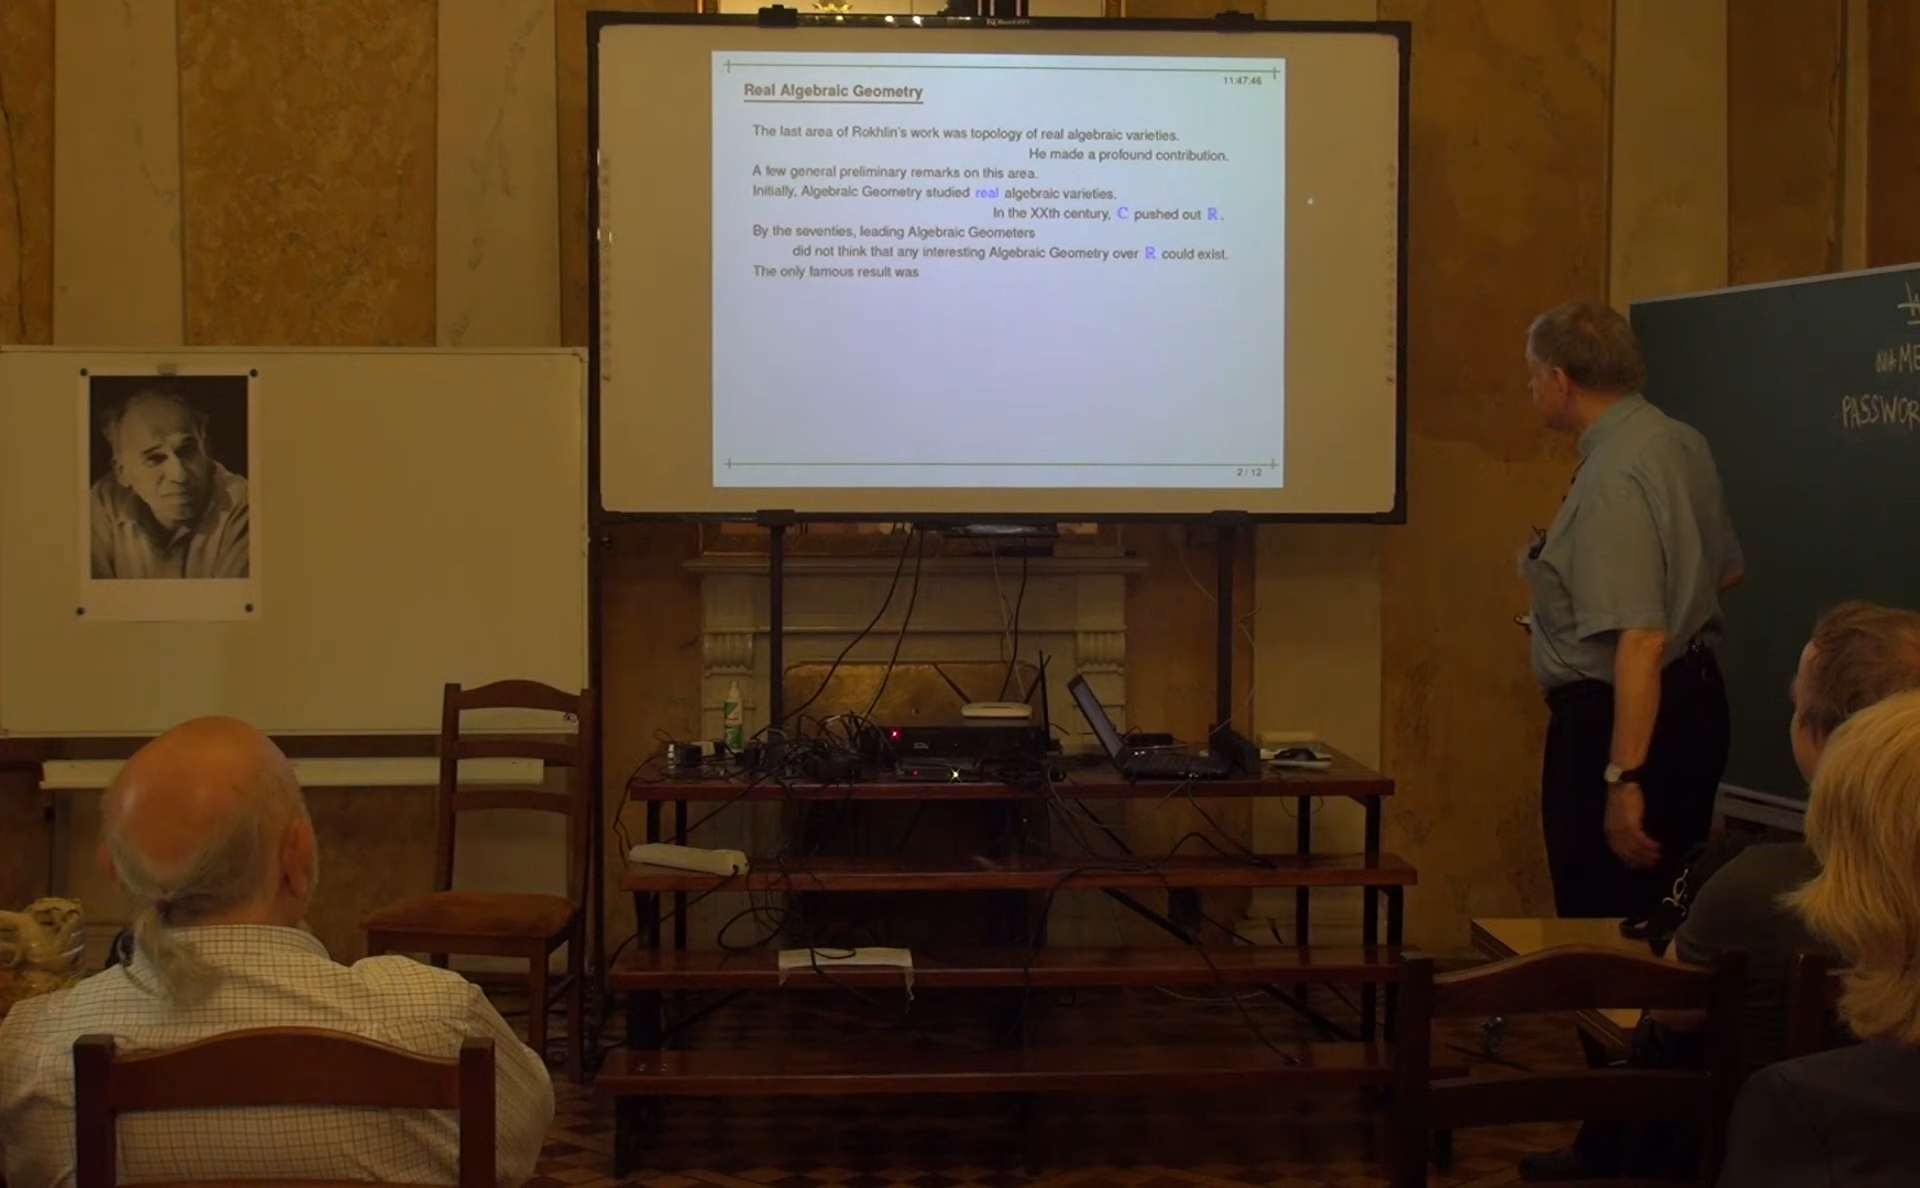 11:47:46
Real Algebraic Geometry
The last area of Rokhlin's work was topology of real algebraic varieties.
He made a profound contribution.
A few general preliminary remarks on this area.
Initially, Algebraic Geometry studied real algebraic varieties.
In the XXth century, ℂ pushed out ℝ.
By the seventies, leading Algebraic Geometers
did not think that any interesting Algebraic Geometry over ℝ could exist.
The only famous result was
2 / 12
NAME
PASSWOR